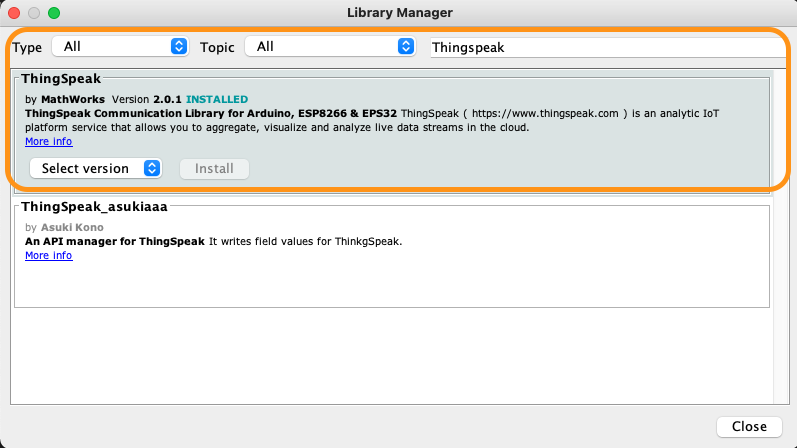 Library Manager
Type All Topic All Thingspeak
ThingSpeak
by MathWorks Version 2.0.1 INSTALLED
ThingSpeak Communication Library for Arduino, ESP8266 & EPS32 ThingSpeak ( https://www.thingspeak.com ) is an analytic IoT
platform service that allows you to aggregate, visualize and analyze live data streams in the cloud.
More info
Select version Install
ThingSpeak_asukiaaa
by Asuki Kono
An API manager for ThingSpeak It writes field values for ThinkgSpeak.
More info
Close